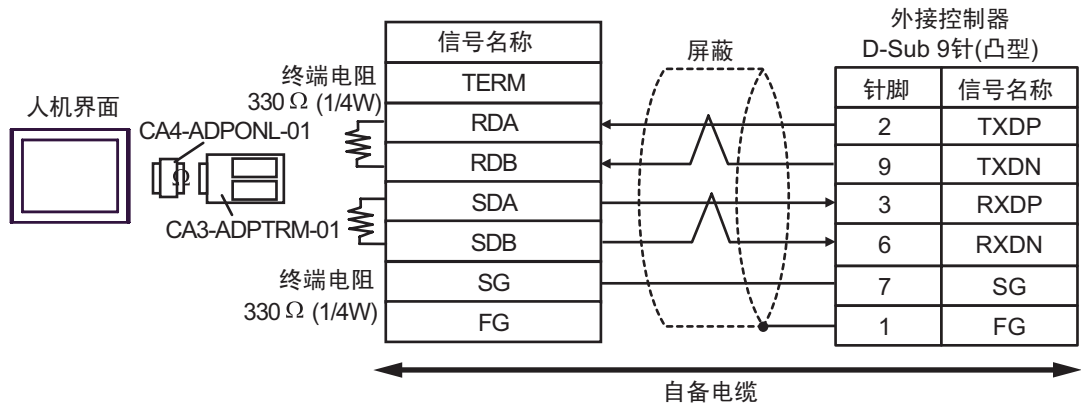 外接控制器
D-Sub 9针(凸型)
信号名称
屏蔽
终端电阻
330 Ω (1/4W)
TERM
针脚 信号名称
人机界面
CA4-ADPONL-01
RDA
2 TXDP
RDB
9 TXDN
Ω
SDA
3 RXDP
CA3-ADPTRM-01
SDB
6 RXDN
终端电阻
330 Ω (1/4W)
SG
7 SG
FG
1 FG
自备电缆